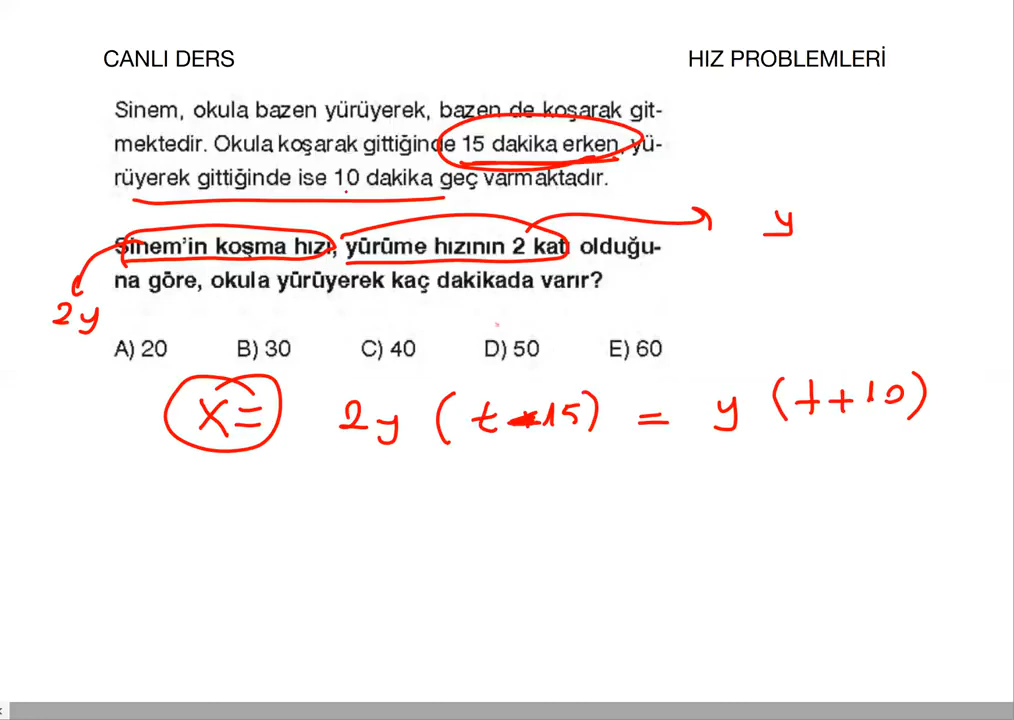 CANLI DERS HIZ PROBLEMLERİ
Sinem, okula bazen yürüyerek, bazen de koşarak git-
mektedir. Okula koşarak gittiğinde 15 dakika erken, yü-
rüyerek gittiğinde ise 10 dakika geç varmaktadır.
y
Sinem'in koşma hızı, yürüme hızının 2 katı olduğu-
na göre, okula yürüyerek kaç dakikada varır?
2y
A) 20 B) 30 C) 40 D) 50 E) 60
x= 2y (t-15) = y (t+10)